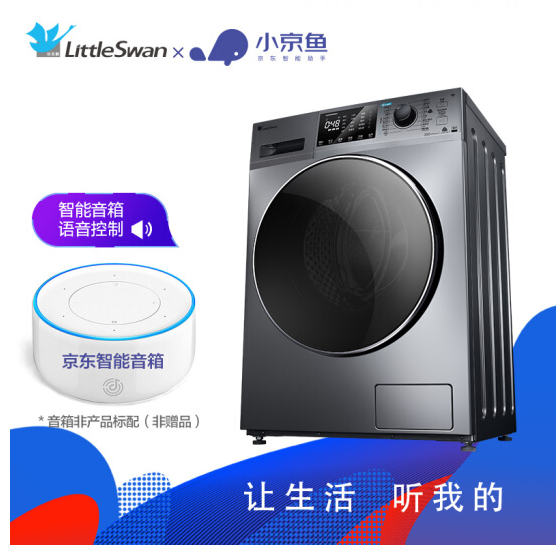 LittleSwan × 小京鱼
京东智能助手
智能音箱
语音控制
京东智能音箱
*音箱非产品标配（非赠品）
0:48
让生活 听我的